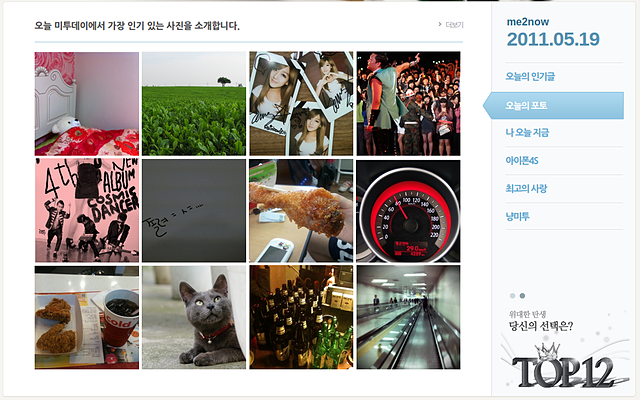 오늘 미투데이에서 가장 인기 있는 사진을 소개합니다.
더보기
4th NEW
ALBUM
COSMIC
DANCER
cold
me2now
2011.05.19
오늘의 인기글
오늘의 포토
나 오늘 지금
아이폰4S
최고의 사랑
냥미투
위대한 탄생
당신의 선택은?
TOP12